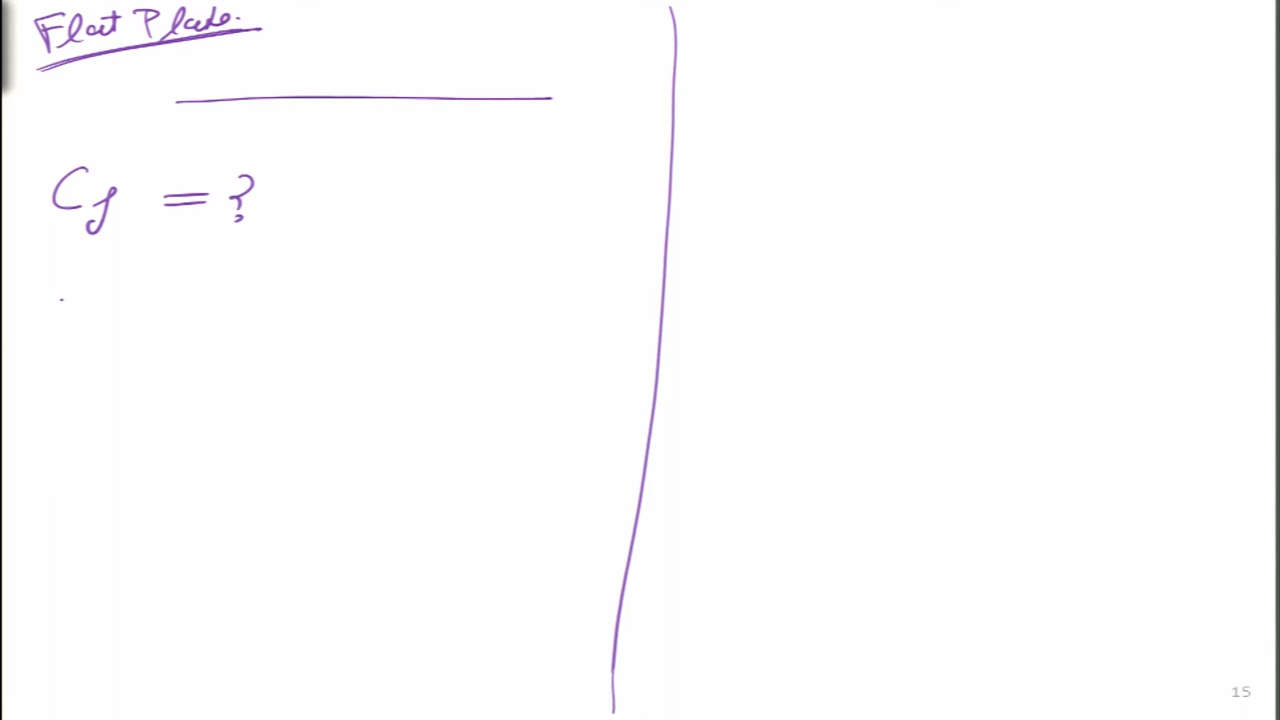 Flat Plate.
Cf = ?
15